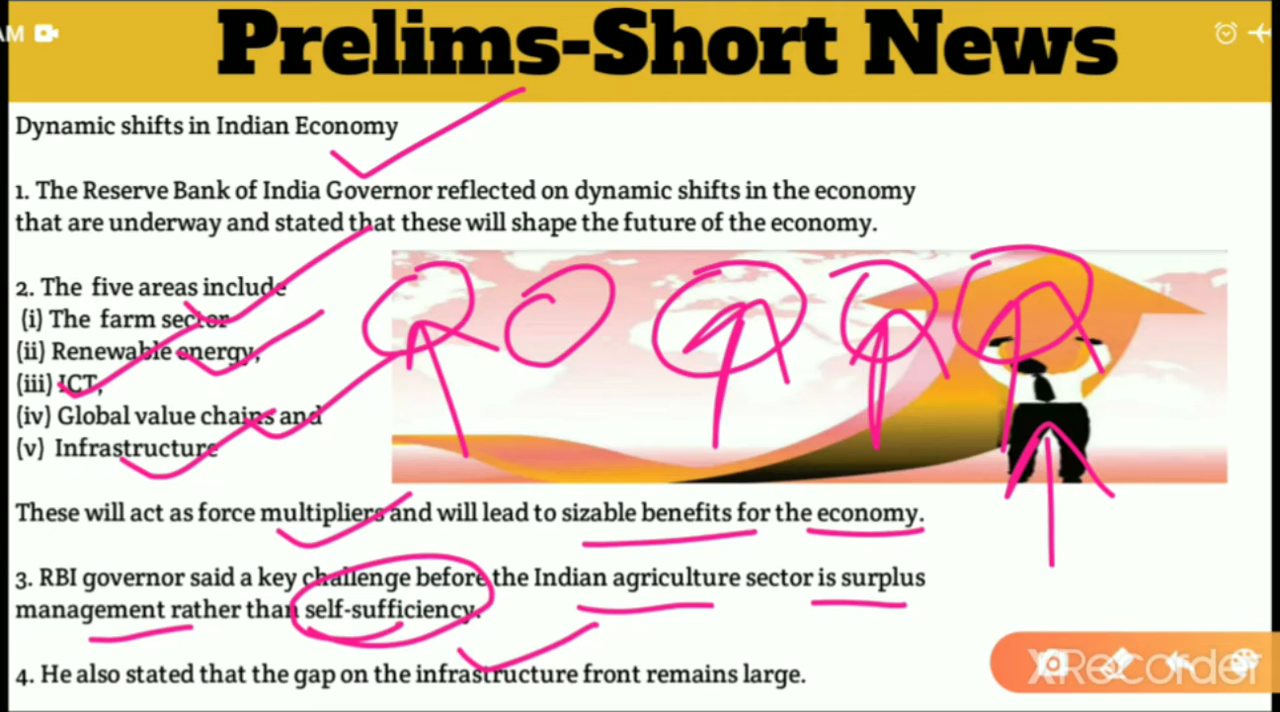 AM
Prelims-Short News
Dynamic shifts in Indian Economy
1. The Reserve Bank of India Governor reflected on dynamic shifts in the economy
that are underway and stated that these will shape the future of the economy.
2. The five areas include
(i) The farm sector
(ii) Renewable energy,
(iii) ICT,
(iv) Global value chains and
(v) Infrastructure
These will act as force multipliers and will lead to sizable benefits for the economy.
3. RBI governor said a key challenge before the Indian agriculture sector is surplus
management rather than self-sufficiency.
4. He also stated that the gap on the infrastructure front remains large.
XRecorder